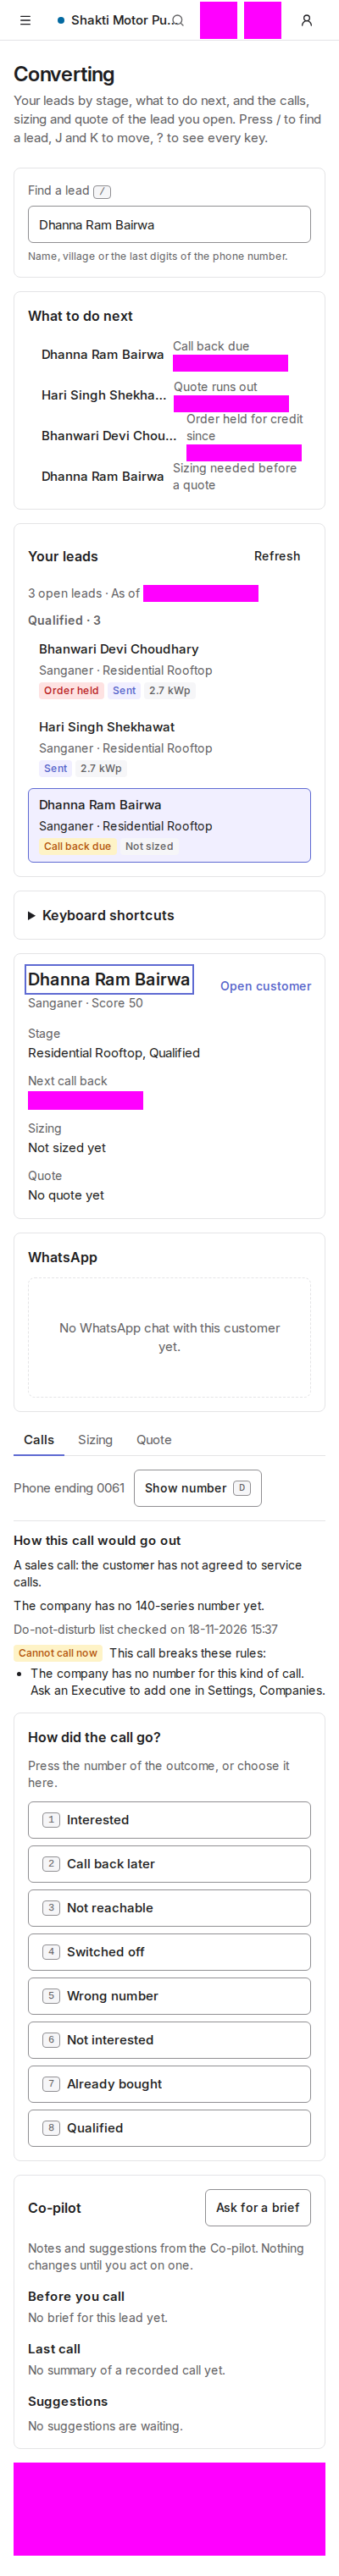 Shakti Motor Pu...
Converting
Your leads by stage, what to do next, and the calls,
sizing and quote of the lead you open. Press / to find
a lead, J and K to move, ? to see every key.
Find a lead /
Dhanna Ram Bairwa
Name, village or the last digits of the phone number.
What to do next
Dhanna Ram Bairwa
Call back due
Hari Singh Shekha...
Quote runs out
Bhanwari Devi Chou...
Order held for credit
since
Dhanna Ram Bairwa
Sizing needed before
a quote
Your leads
Refresh
3 open leads · As of
Qualified · 3
Bhanwari Devi Choudhary
Sanganer · Residential Rooftop
Order held Sent 2.7 kWp
Hari Singh Shekhawat
Sanganer · Residential Rooftop
Sent 2.7 kWp
Dhanna Ram Bairwa
Sanganer · Residential Rooftop
Call back due Not sized
Keyboard shortcuts
Dhanna Ram Bairwa
Open customer
Sanganer · Score 50
Stage
Residential Rooftop, Qualified
Next call back
Sizing
Not sized yet
Quote
No quote yet
WhatsApp
No WhatsApp chat with this customer
yet.
Calls Sizing Quote
Phone ending 0061 Show number D
How this call would go out
A sales call: the customer has not agreed to service
calls.
The company has no 140-series number yet.
Do-not-disturb list checked on 18-11-2026 15:37
Cannot call now This call breaks these rules:
• The company has no number for this kind of call.
Ask an Executive to add one in Settings, Companies.
How did the call go?
Press the number of the outcome, or choose it
here.
1 Interested
2 Call back later
3 Not reachable
4 Switched off
5 Wrong number
6 Not interested
7 Already bought
8 Qualified
Co-pilot
Ask for a brief
Notes and suggestions from the Co-pilot. Nothing
changes until you act on one.
Before you call
No brief for this lead yet.
Last call
No summary of a recorded call yet.
Suggestions
No suggestions are waiting.